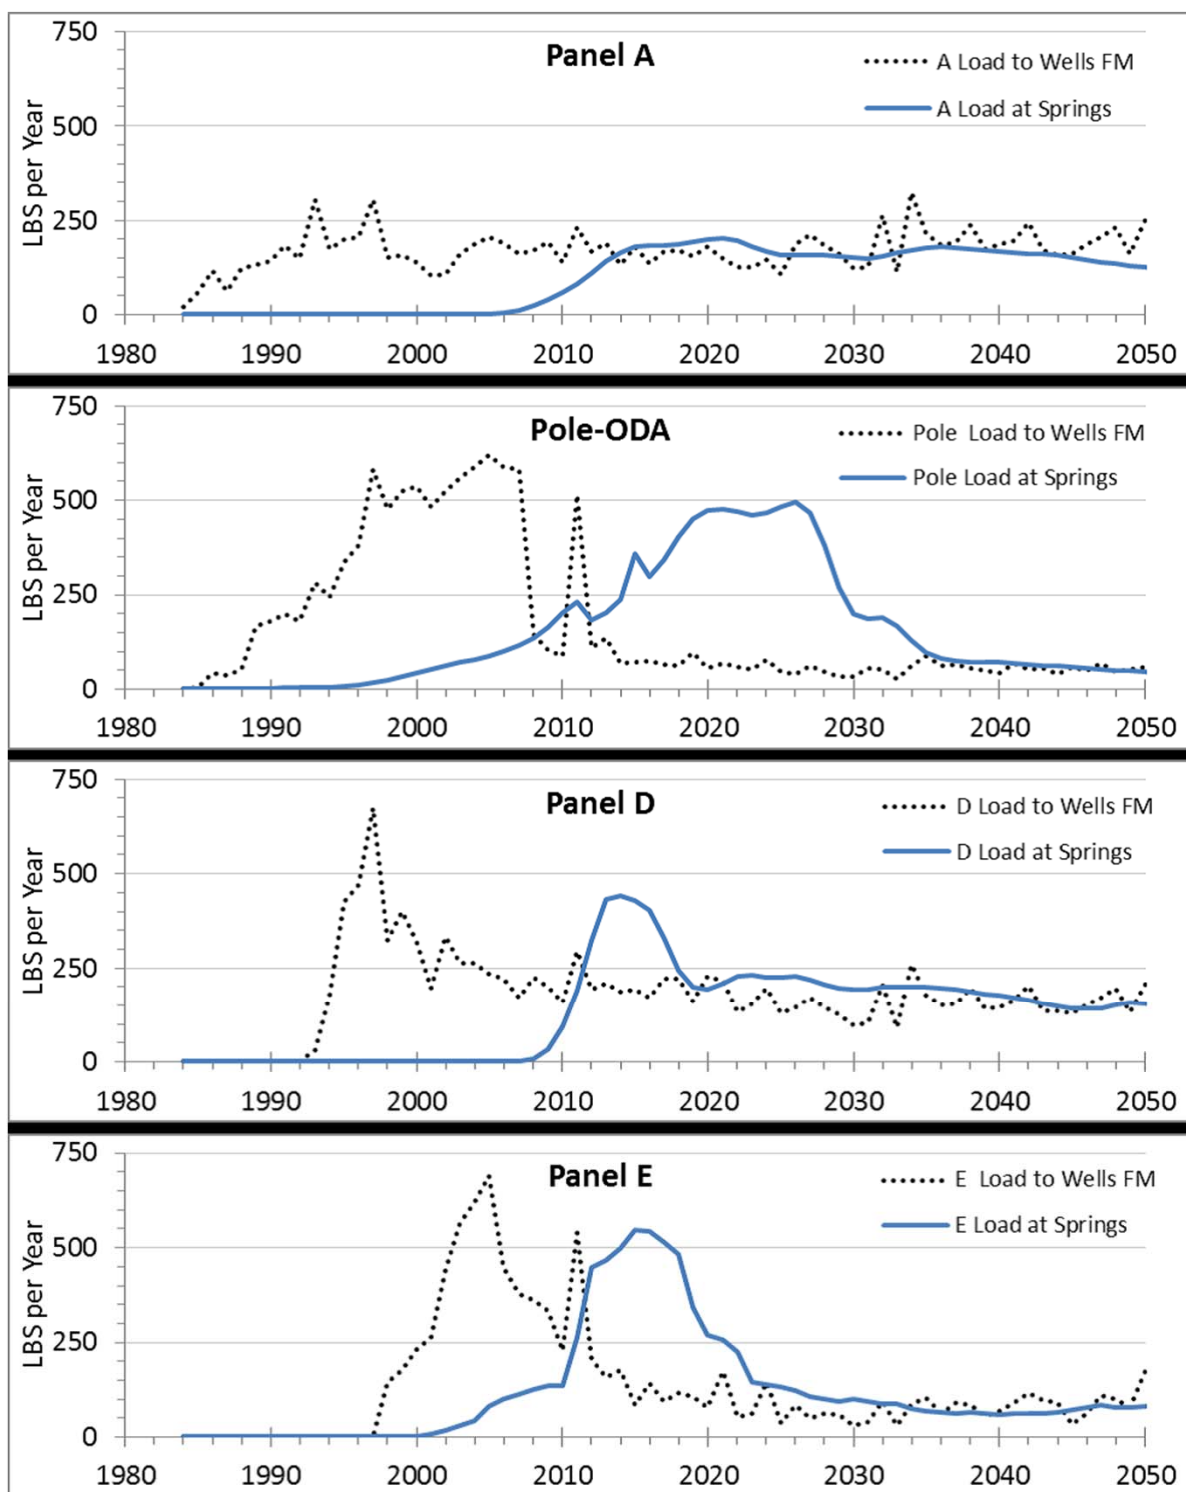 Panel A
LBS per Year
750
500
250
0
A Load to Wells FM
A Load at Springs
1980 1990 2000 2010 2020 2030 2040 2050
Pole-ODA
LBS per Year
750
500
250
0
Pole Load to Wells FM
Pole Load at Springs
1980 1990 2000 2010 2020 2030 2040 2050
Panel D
LBS per Year
750
500
250
0
D Load to Wells FM
D Load at Springs
1980 1990 2000 2010 2020 2030 2040 2050
Panel E
LBS per Year
750
500
250
0
E Load to Wells FM
E Load at Springs
1980 1990 2000 2010 2020 2030 2040 2050